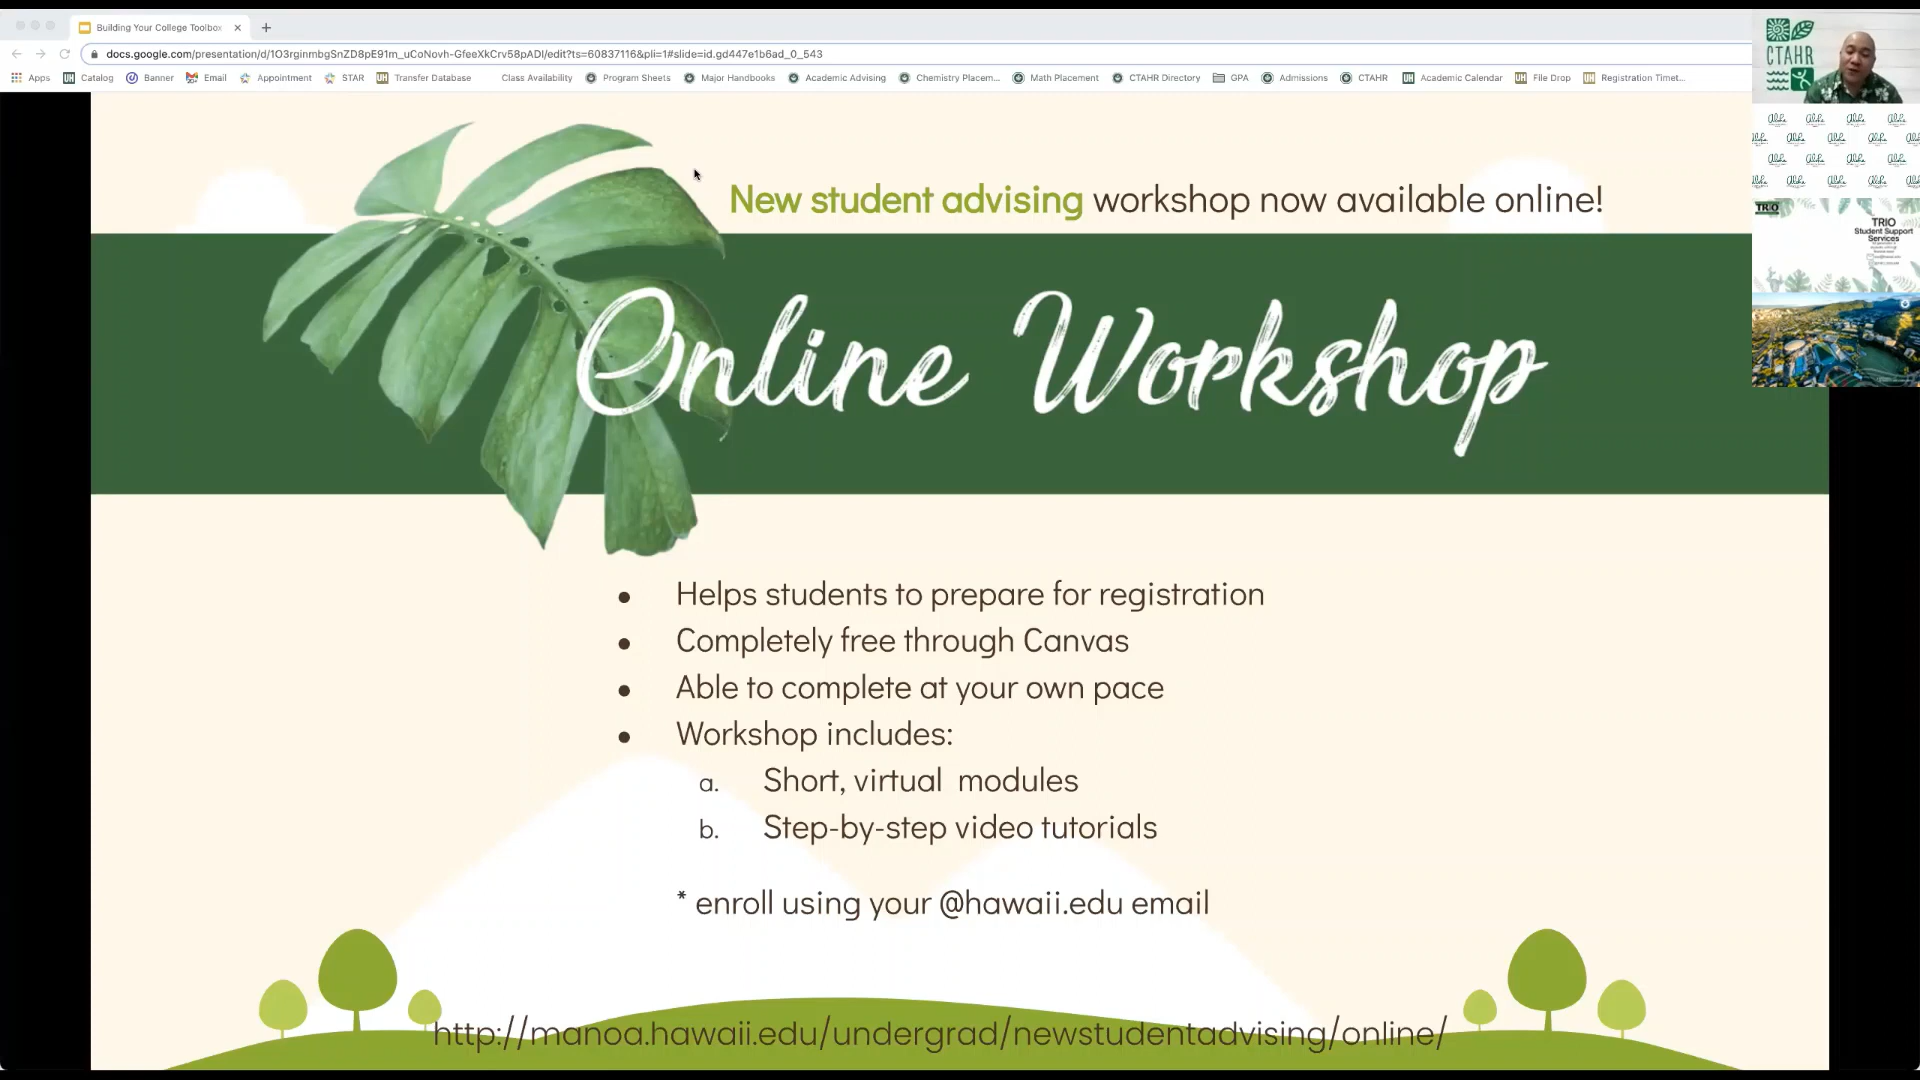 Building Your College Toolbox
docs.google.com/presentation/d/1O3rginrnbgSnZD8pE91m_uCoNovh-GfeeXkCrv58pADI/edit?ts=60837116&pli=1#slide=id.gd447e1b6ad_0_543
Apps Catalog Banner Email Appointment STAR Transfer Database Class Availability Program Sheets Major Handbooks Academic Advising Chemistry Placem... Math Placement CTAHR Directory GPA Admissions CTAHR Academic Calendar File Drop Registration Timet...
CTAHR
New student advising workshop now available online!
Online Workshop
TRIO
TRIO
Student Support
Services
• Helps students to prepare for registration
• Completely free through Canvas
• Able to complete at your own pace
• Workshop includes:
a. Short, virtual modules
b. Step-by-step video tutorials
* enroll using your @hawaii.edu email
http://manoa.hawaii.edu/undergrad/newstudentadvising/online/